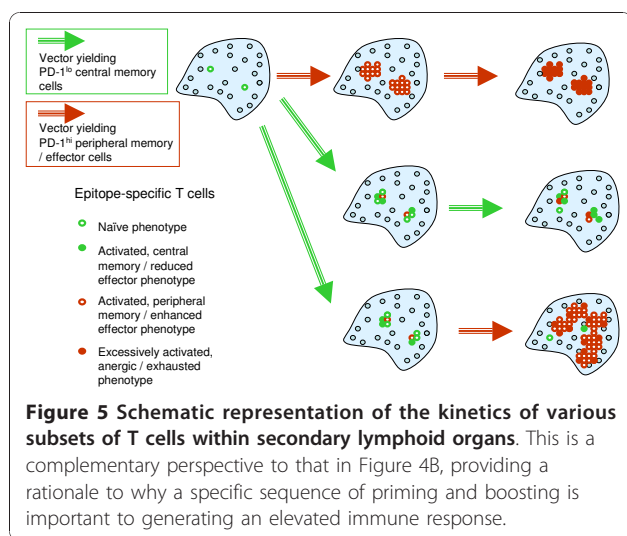 Vector yielding
PD-1lo central memory
cells
Vector yielding
PD-1hi peripheral memory
/ effector cells
Epitope-specific T cells
Naïve phenotype
Activated, central
memory / reduced
effector phenotype
Activated, peripheral
memory / enhanced
effector phenotype
Excessively activated,
anergic / exhausted
phenotype
Figure 5 Schematic representation of the kinetics of various
subsets of T cells within secondary lymphoid organs. This is a
complementary perspective to that in Figure 4B, providing a
rationale to why a specific sequence of priming and boosting is
important to generating an elevated immune response.